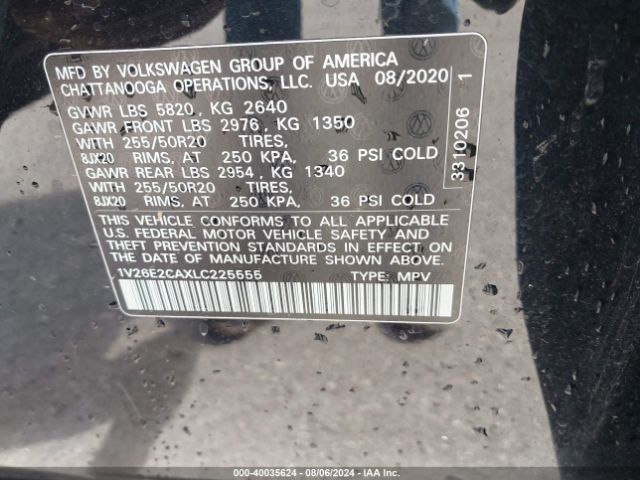 MFD BY VOLKSWAGEN GROUP OF AMERICA
CHATTANOOGA OPERATIONS, LLC. USA 08/2020
GVWR LBS 5820, KG 2640
GAWR FRONT LBS 2976, KG 1350
WITH 255/50R20 TIRES,
8JX20 RIMS, AT 250 KPA, 36 PSI COLD
GAWR REAR LBS 2954, KG 1340
WITH 255/50R20 TIRES,
8JX20 RIMS, AT 250 KPA, 36 PSI COLD
THIS VEHICLE CONFORMS TO ALL APPLICABLE
U.S. FEDERAL MOTOR VEHICLE SAFETY AND
THEFT PREVENTION STANDARDS IN EFFECT ON
THE DATE OF MANUFACTURE SHOWN ABOVE.
1V26E2CAXLC225555 TYPE: MPV
3310206 1
000-40035624 - 08/06/2024 - IAA Inc.